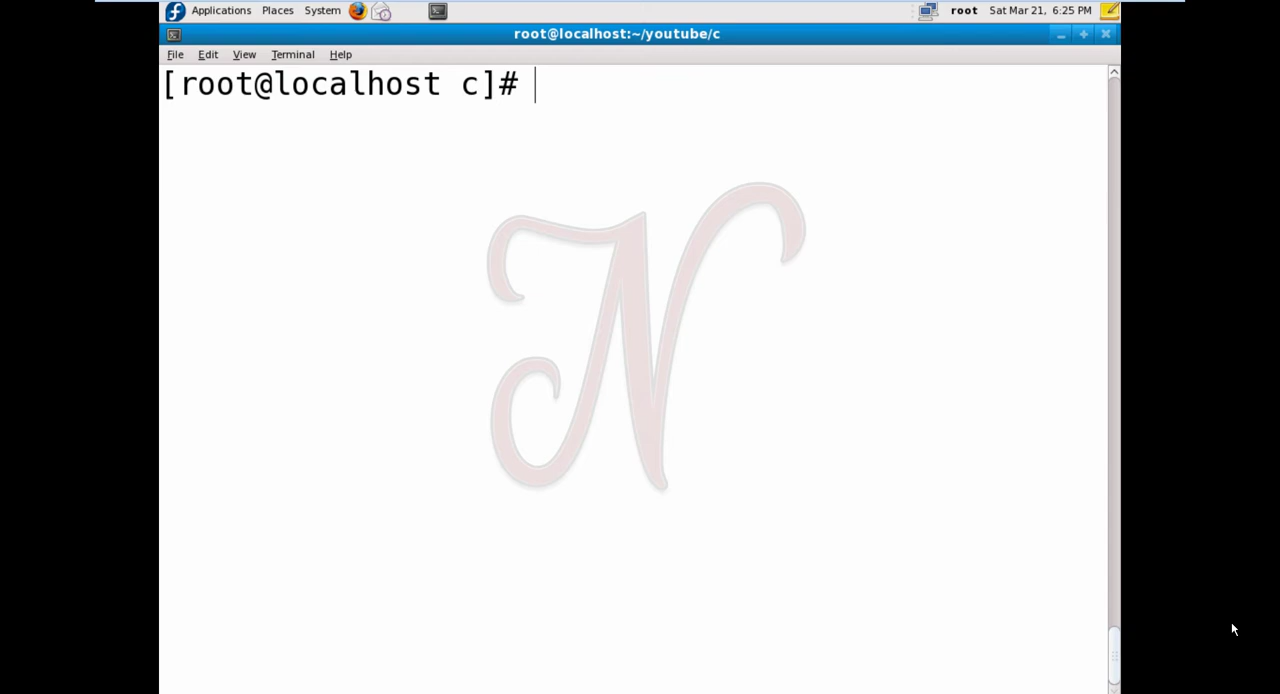 Applications Places System root Sat Mar 21, 6:25 PM
root@localhost:~/youtube/c
File Edit View Terminal Help
[root@localhost c]#
N